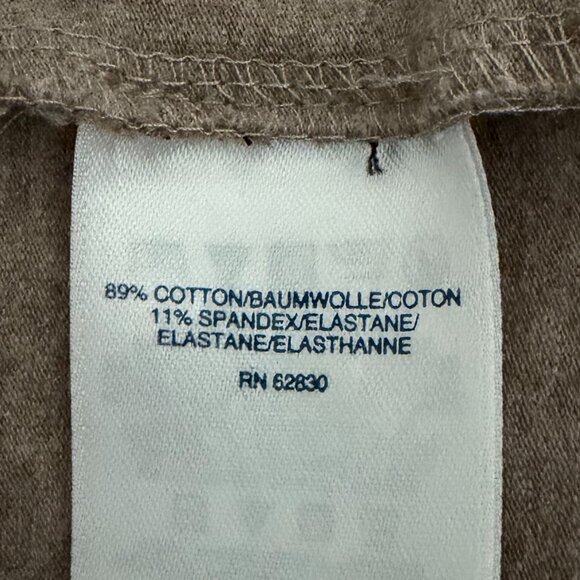 89% COTTON/BAUMWOLLE/COTON
11% SPANDEX/ELASTANE/
ELASTANE/ELASTHANNE
RN 62830